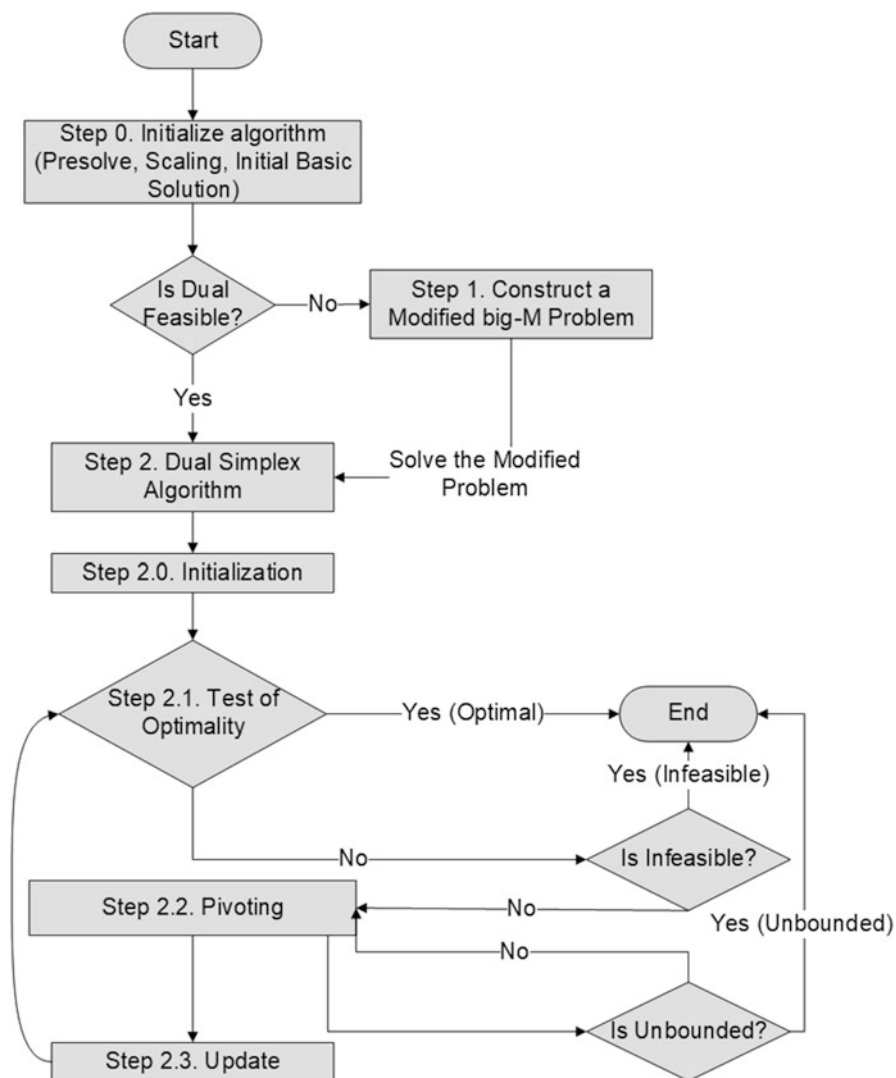 Start
Step 0. Initialize algorithm
(Presolve, Scaling, Initial Basic
Solution)
Is Dual
Feasible?
No
Step 1. Construct a
Modified big-M Problem
Yes
Step 2. Dual Simplex
Algorithm
Solve the Modified
Problem
Step 2.0. Initialization
Step 2.1. Test of
Optimality
Yes (Optimal)
End
Yes (Infeasible)
No
Is Infeasible?
Step 2.2. Pivoting
No
Yes (Unbounded)
No
Is Unbounded?
Step 2.3. Update